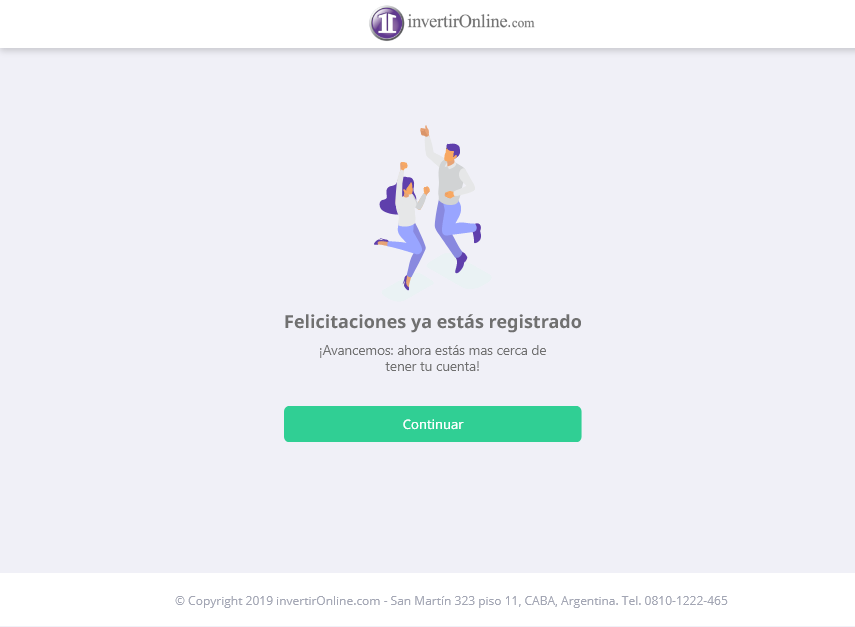 invertirOnline.com
Felicitaciones ya estás registrado
¡Avancemos: ahora estás mas cerca de
tener tu cuenta!
Continuar
© Copyright 2019 invertirOnline.com - San Martín 323 piso 11, CABA, Argentina. Tel. 0810-1222-465